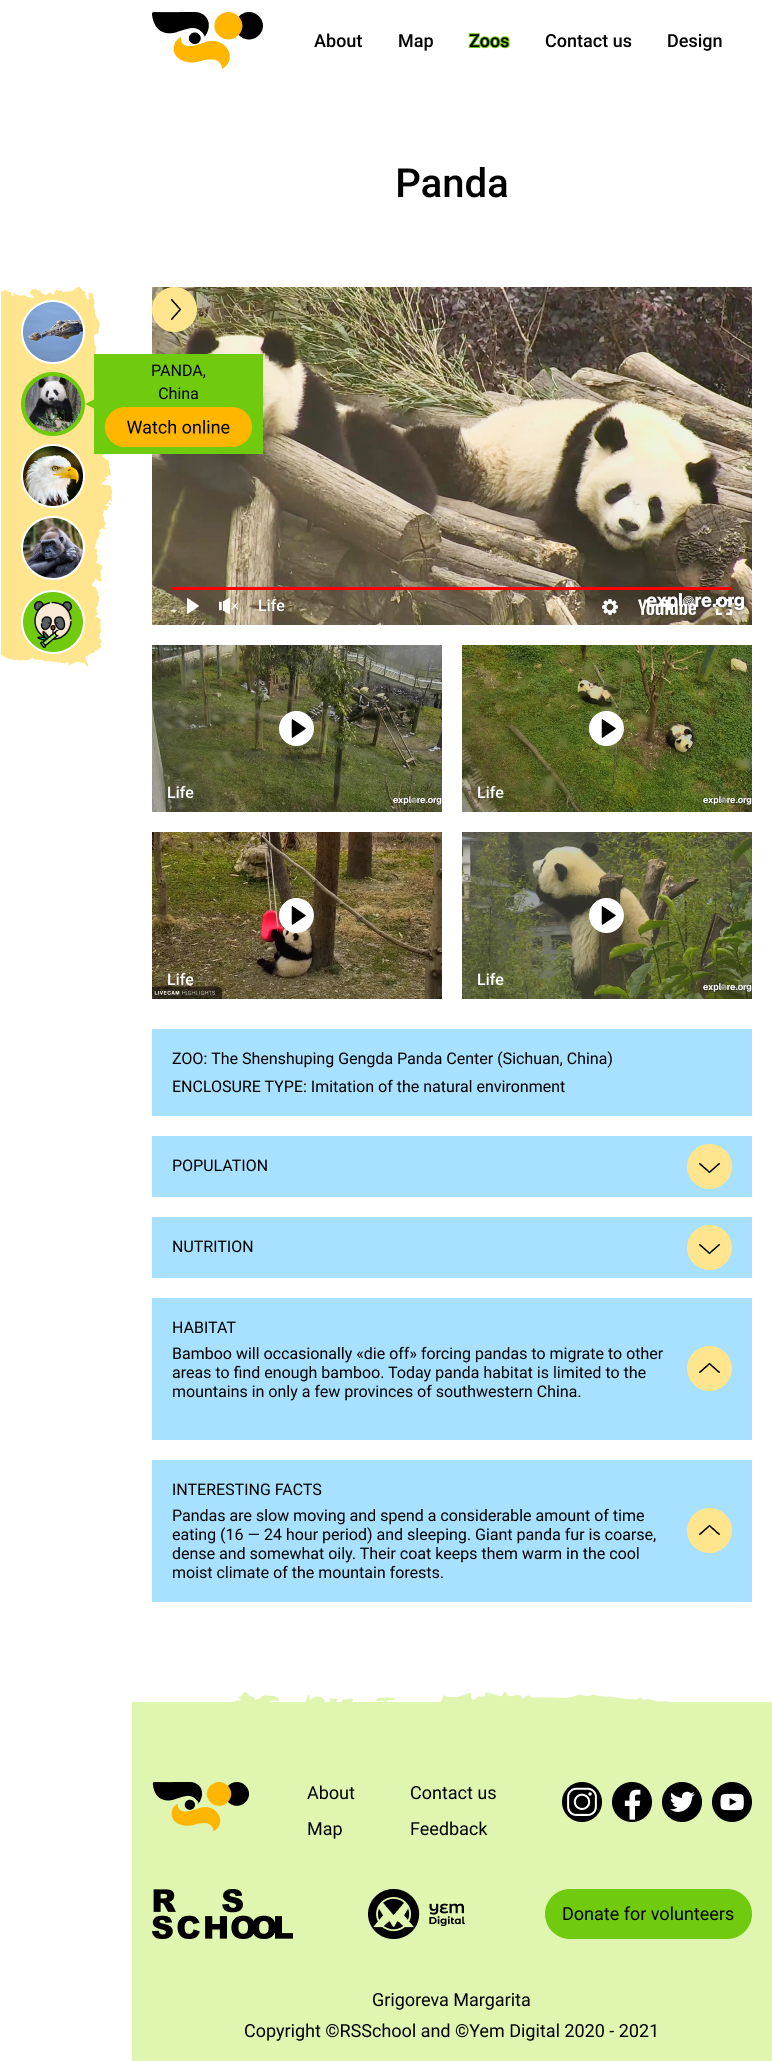 About
Map
Zoos
Contact us
Design
Panda
PANDA,
China
Watch online
Life
YouTube
explore.org
Life
explore.org
Life
explore.org
Life
LIVECAM HIGHLIGHTS
Life
explore.org
ZOO: The Shenshuping Gengda Panda Center (Sichuan, China)
ENCLOSURE TYPE: Imitation of the natural environment
POPULATION
NUTRITION
HABITAT
Bamboo will occasionally «die off» forcing pandas to migrate to other
areas to find enough bamboo. Today panda habitat is limited to the
mountains in only a few provinces of southwestern China.
INTERESTING FACTS
Pandas are slow moving and spend a considerable amount of time
eating (16 — 24 hour period) and sleeping. Giant panda fur is coarse,
dense and somewhat oily. Their coat keeps them warm in the cool
moist climate of the mountain forests.
About
Contact us
Map
Feedback
RS
SCHOOL
yem
Digital
Donate for volunteers
Grigoreva Margarita
Copyright ©RSSchool and ©Yem Digital 2020 - 2021